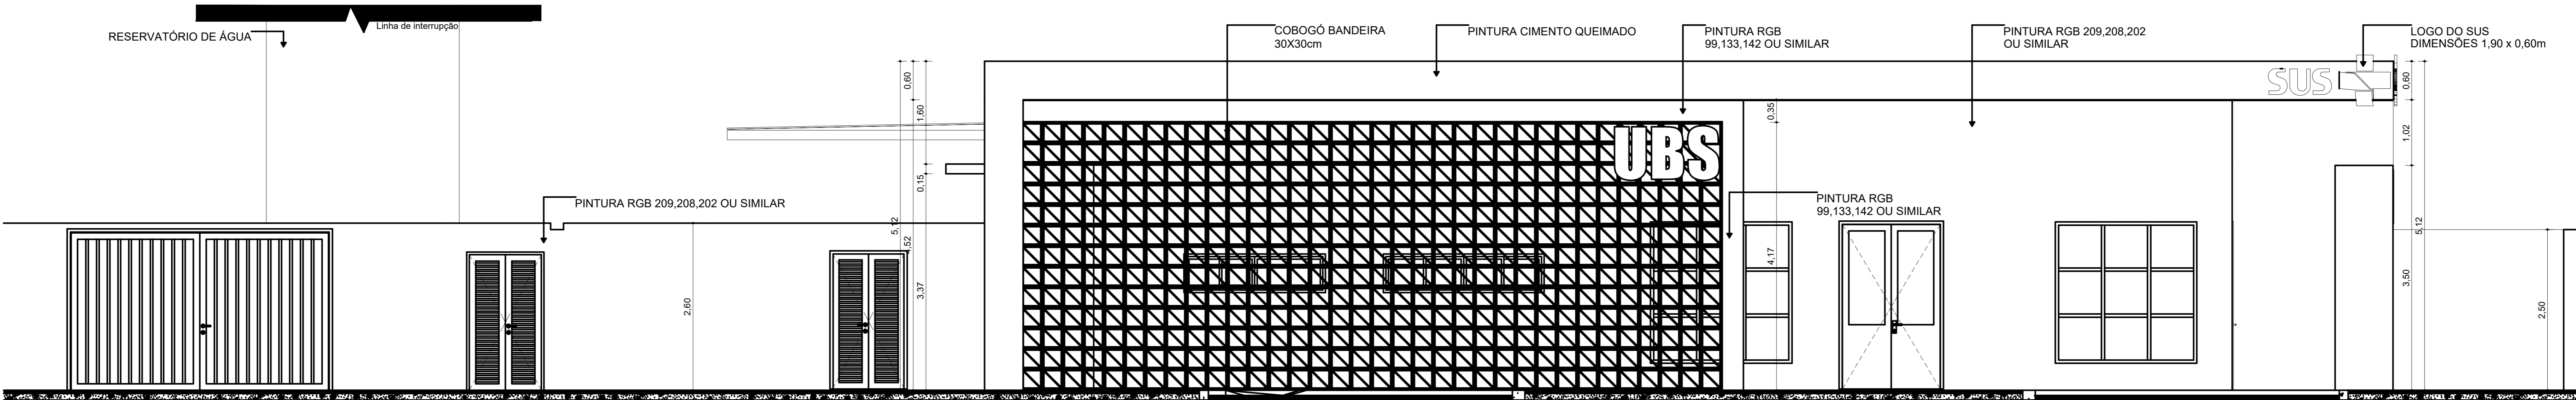 Linha de interrupção
RESERVATÓRIO DE ÁGUA
COBOGÓ BANDEIRA
30X30cm
PINTURA CIMENTO QUEIMADO
PINTURA RGB
99,133,142 OU SIMILAR
PINTURA RGB 209,208,202
OU SIMILAR
LOGO DO SUS
DIMENSÕES 1,90 x 0,60m
SUS
0,60
1,60
0,15
5,12
4,52
3,37
2,60
PINTURA RGB 209,208,202 OU SIMILAR
UBS
0,35
4,17
PINTURA RGB
99,133,142 OU SIMILAR
0,60
1,02
5,12
3,50
2,50